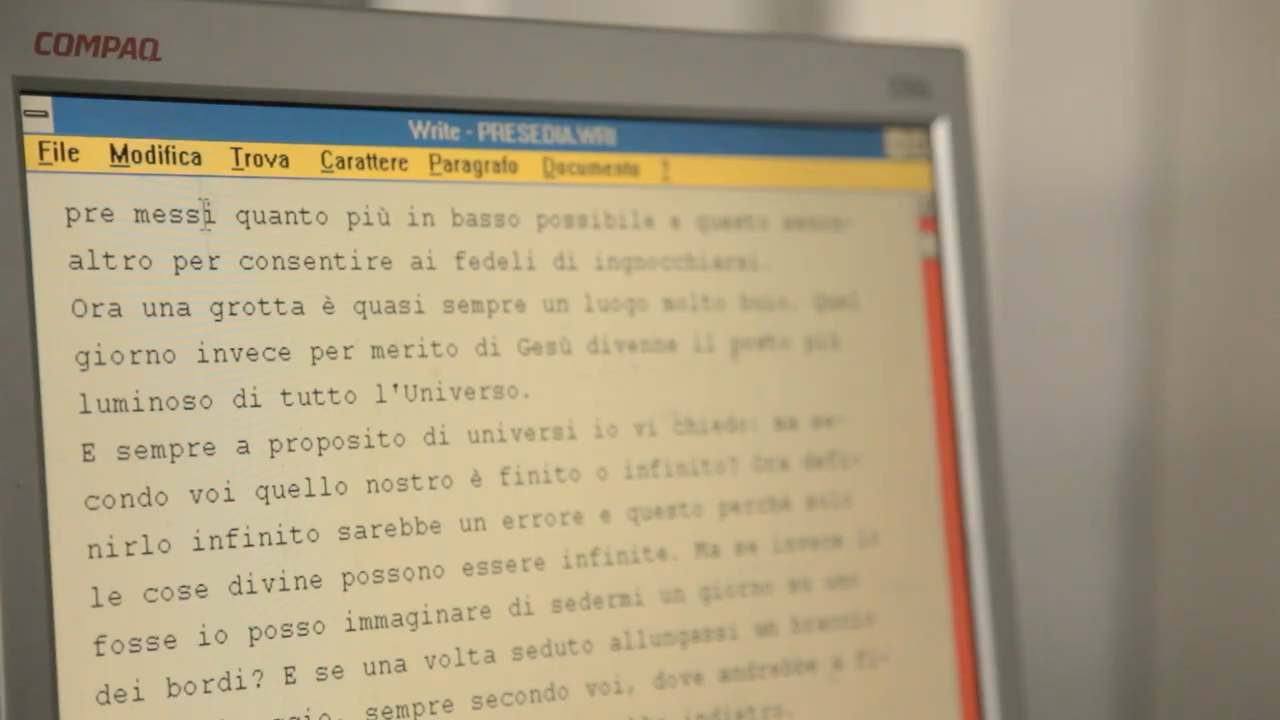 COMPAQ
Write - PRESEDIA.WRI
File Modifica Trova Carattere Paragrafo Documento ?
pre messi quanto più in basso possibile e questo senz'
altro per consentire ai fedeli di ingnocchiarsi.
Ora una grotta è quasi sempre un luogo molto buio. Quel
giorno invece per merito di Gesù divenne il posto più
luminoso di tutto l'Universo.
E sempre a proposito di universi io vi chiedo: ma se-
condo voi quello nostro è finito o infinito? Ora defi-
nirlo infinito sarebbe un errore e questo perché solo
le cose divine possono essere infinite. Ma se invece lo
fosse io posso immaginare di sedermi un giorno su uno
dei bordi? E se una volta seduto allungassi un braccio
sempre secondo voi, dove andrebbe a fi-
indietro.